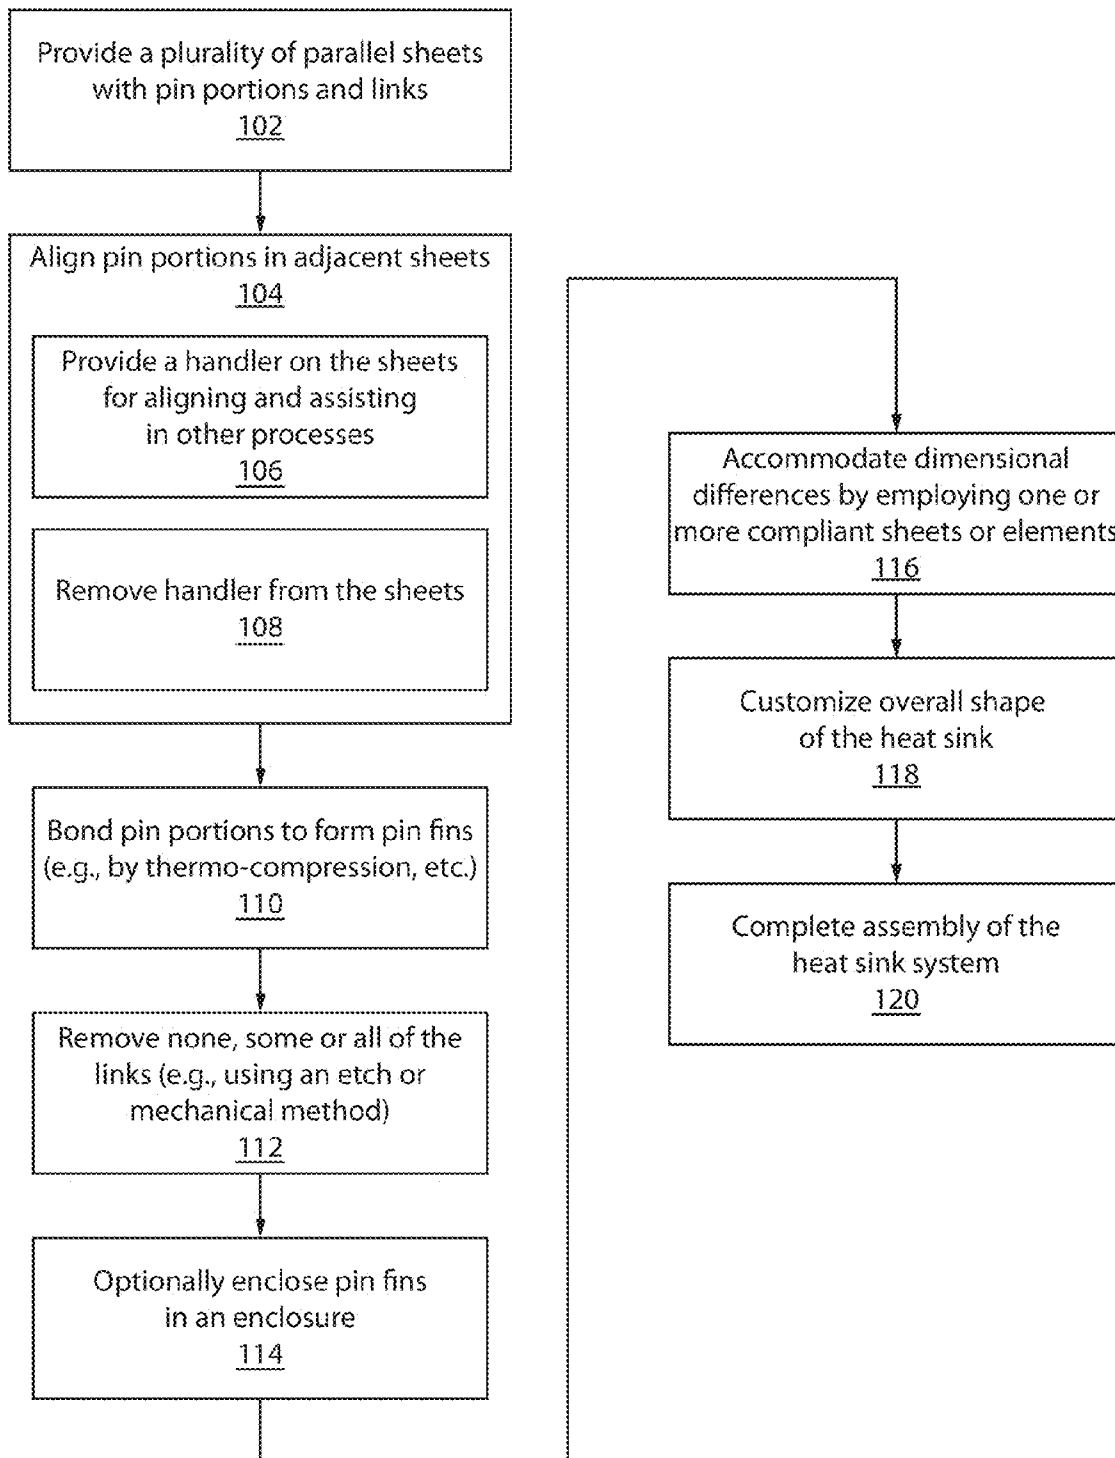 Provide a plurality of parallel sheets
with pin portions and links
102
Align pin portions in adjacent sheets
104
Provide a handler on the sheets
for aligning and assisting
in other processes
106
Remove handler from the sheets
108
Bond pin portions to form pin fins
(e.g., by thermo-compression, etc.)
110
Remove none, some or all of the
links (e.g., using an etch or
mechanical method)
112
Optionally enclose pin fins
in an enclosure
114
Accommodate dimensional
differences by employing one or
more compliant sheets or elements
116
Customize overall shape
of the heat sink
118
Complete assembly of the
heat sink system
120